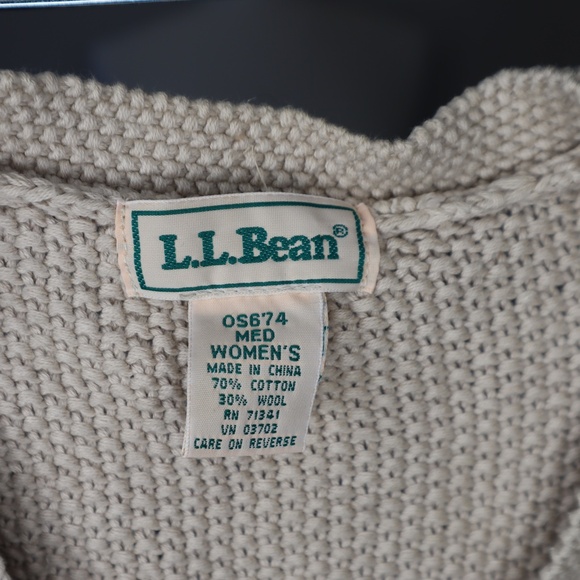 L.L.Bean®
OS674
MED
WOMEN'S
MADE IN CHINA
70% COTTON
30% WOOL
RN 71341
VN 03702
CARE ON REVERSE